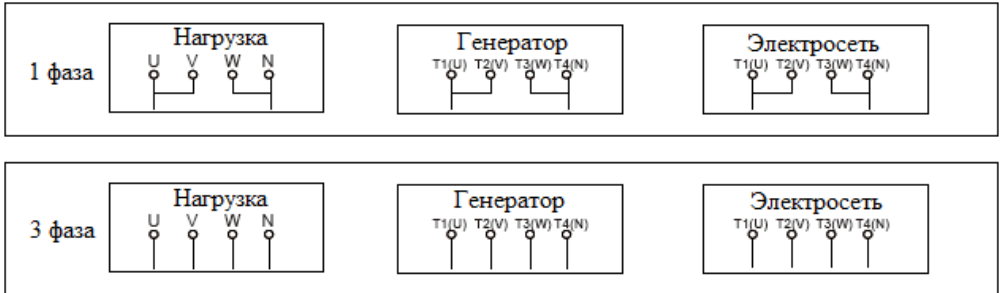 1 фаза
Нагрузка
U V W N
Генератор
T1(U) T2(V) T3(W) T4(N)
Электросеть
T1(U) T2(V) T3(W) T4(N)
3 фаза
Нагрузка
U V W N
Генератор
T1(U) T2(V) T3(W) T4(N)
Электросеть
T1(U) T2(V) T3(W) T4(N)